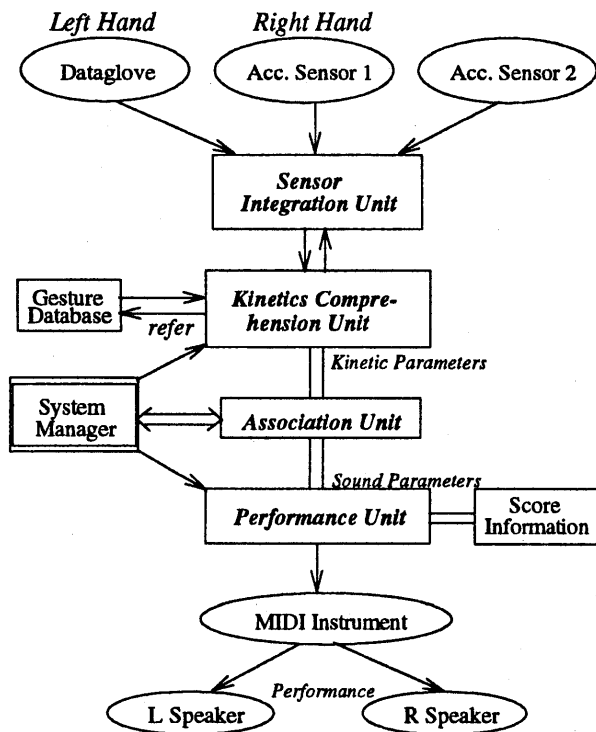 Left Hand
Right Hand
Dataglove
Acc. Sensor 1
Acc. Sensor 2
Sensor
Integration Unit
Gesture
Database
refer
Kinetics Compre-
hension Unit
Kinetic Parameters
System
Manager
Association Unit
Sound Parameters
Performance Unit
Score
Information
MIDI Instrument
Performance
L Speaker
R Speaker